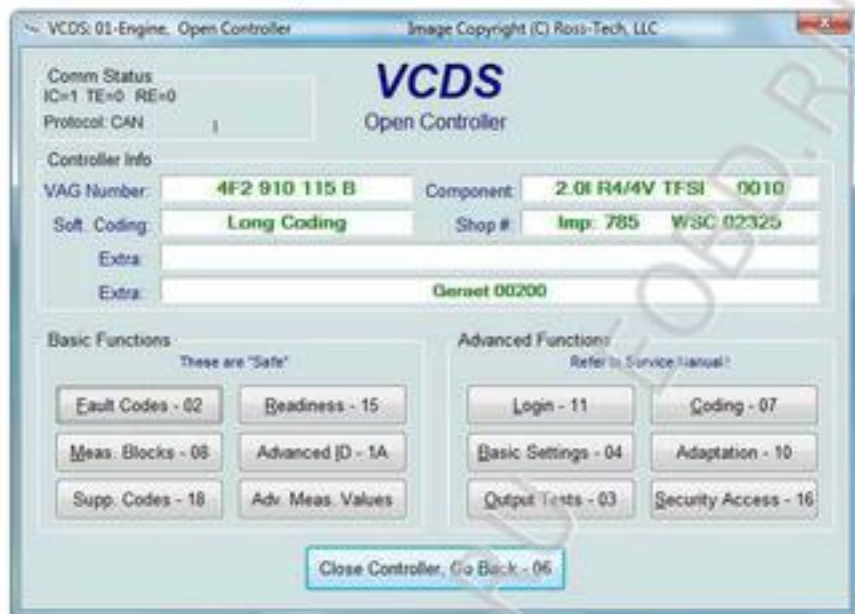 VCDS: 01-Engine, Open Controller
Image Copyright (C) Ross-Tech, LLC
Comm Status
IC=1 TE=0 RE=0
Protocol: CAN
VCDS
Open Controller
Controller Info
VAG Number: 4F2 910 115 B
Component: 2.0l R4/4V TFSI 0010
Soft. Coding: Long Coding
Shop #: Imp: 785 WSC 02325
Extra:
Extra: Geraet 00200
Basic Functions
These are "Safe"
Fault Codes - 02
Readiness - 15
Meas. Blocks - 08
Advanced ID - 1A
Supp. Codes - 18
Adv. Meas. Values
Advanced Functions
Refer to Service Manual!
Login - 11
Coding - 07
Basic Settings - 04
Adaptation - 10
Output Tests - 03
Security Access - 16
Close Controller, Go Back - 06